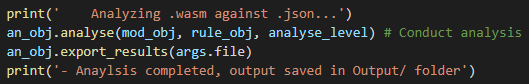 print('    Analyzing .wasm against .json...')
an_obj.analyse(mod_obj, rule_obj, analyse_level) # Conduct analysis
an_obj.export_results(args.file)
print('- Anaylsis completed, output saved in Output/ folder')